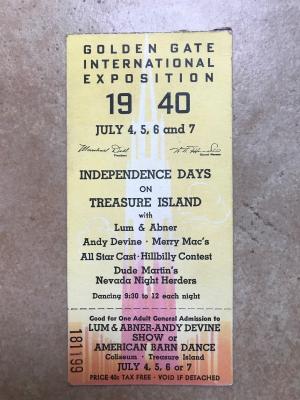 GOLDEN GATE
INTERNATIONAL
EXPOSITION
19 40
JULY 4, 5, 6 and 7
President
INDEPENDENCE DAYS
ON
TREASURE ISLAND
with
Lum & Abner
Andy Devine · Merry Mac's
All Star Cast · Hillbilly Contest
Dude Martin's
Nevada Night Herders
Dancing 9:30 to 12 each night
Good for One Adult General Admission to
LUM & ABNER-ANDY DEVINE
SHOW or
AMERICAN BARN DANCE
Coliseum · Treasure Island
JULY 4, 5, 6 or 7
PRICE 40¢ TAX FREE · VOID IF DETACHED
181199